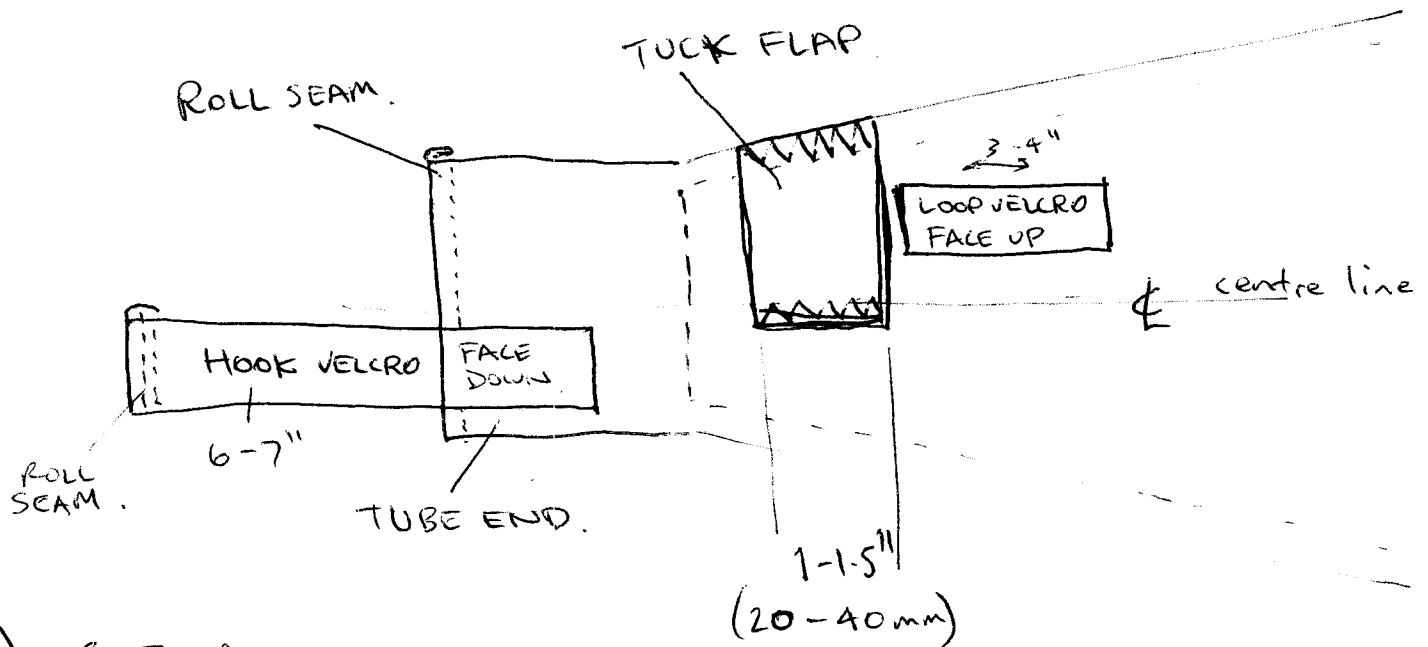 TUCK FLAP
ROLL SEAM.
3-4"
LOOP VELCRO
FACE UP
℄ centre line
HOOK VELCRO
FACE
DOWN.
6-7"
ROLL
SEAM.
TUBE END.
1-1.5"
(20-40mm)